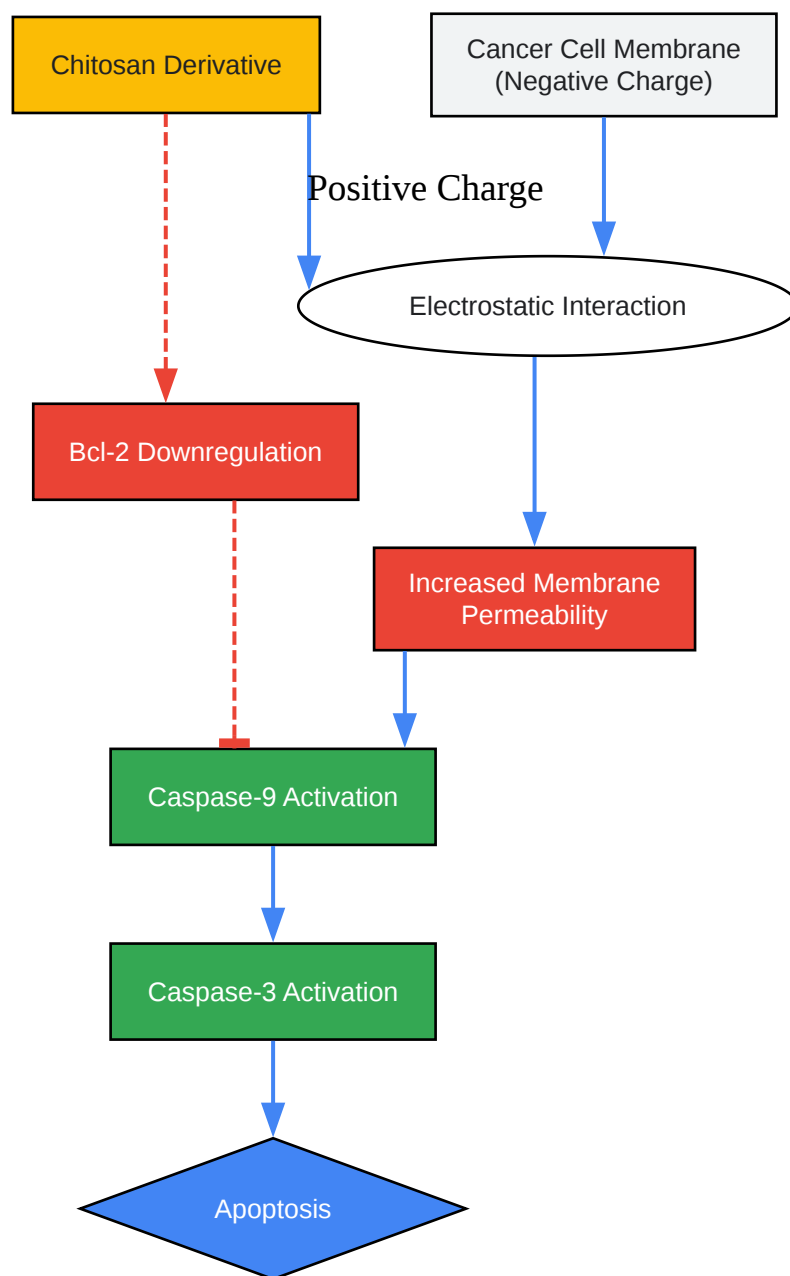 Chitosan Derivative
Cancer Cell Membrane
(Negative Charge)
Positive Charge
Electrostatic Interaction
Bcl-2 Downregulation
Increased Membrane
Permeability
Caspase-9 Activation
Caspase-3 Activation
Apoptosis